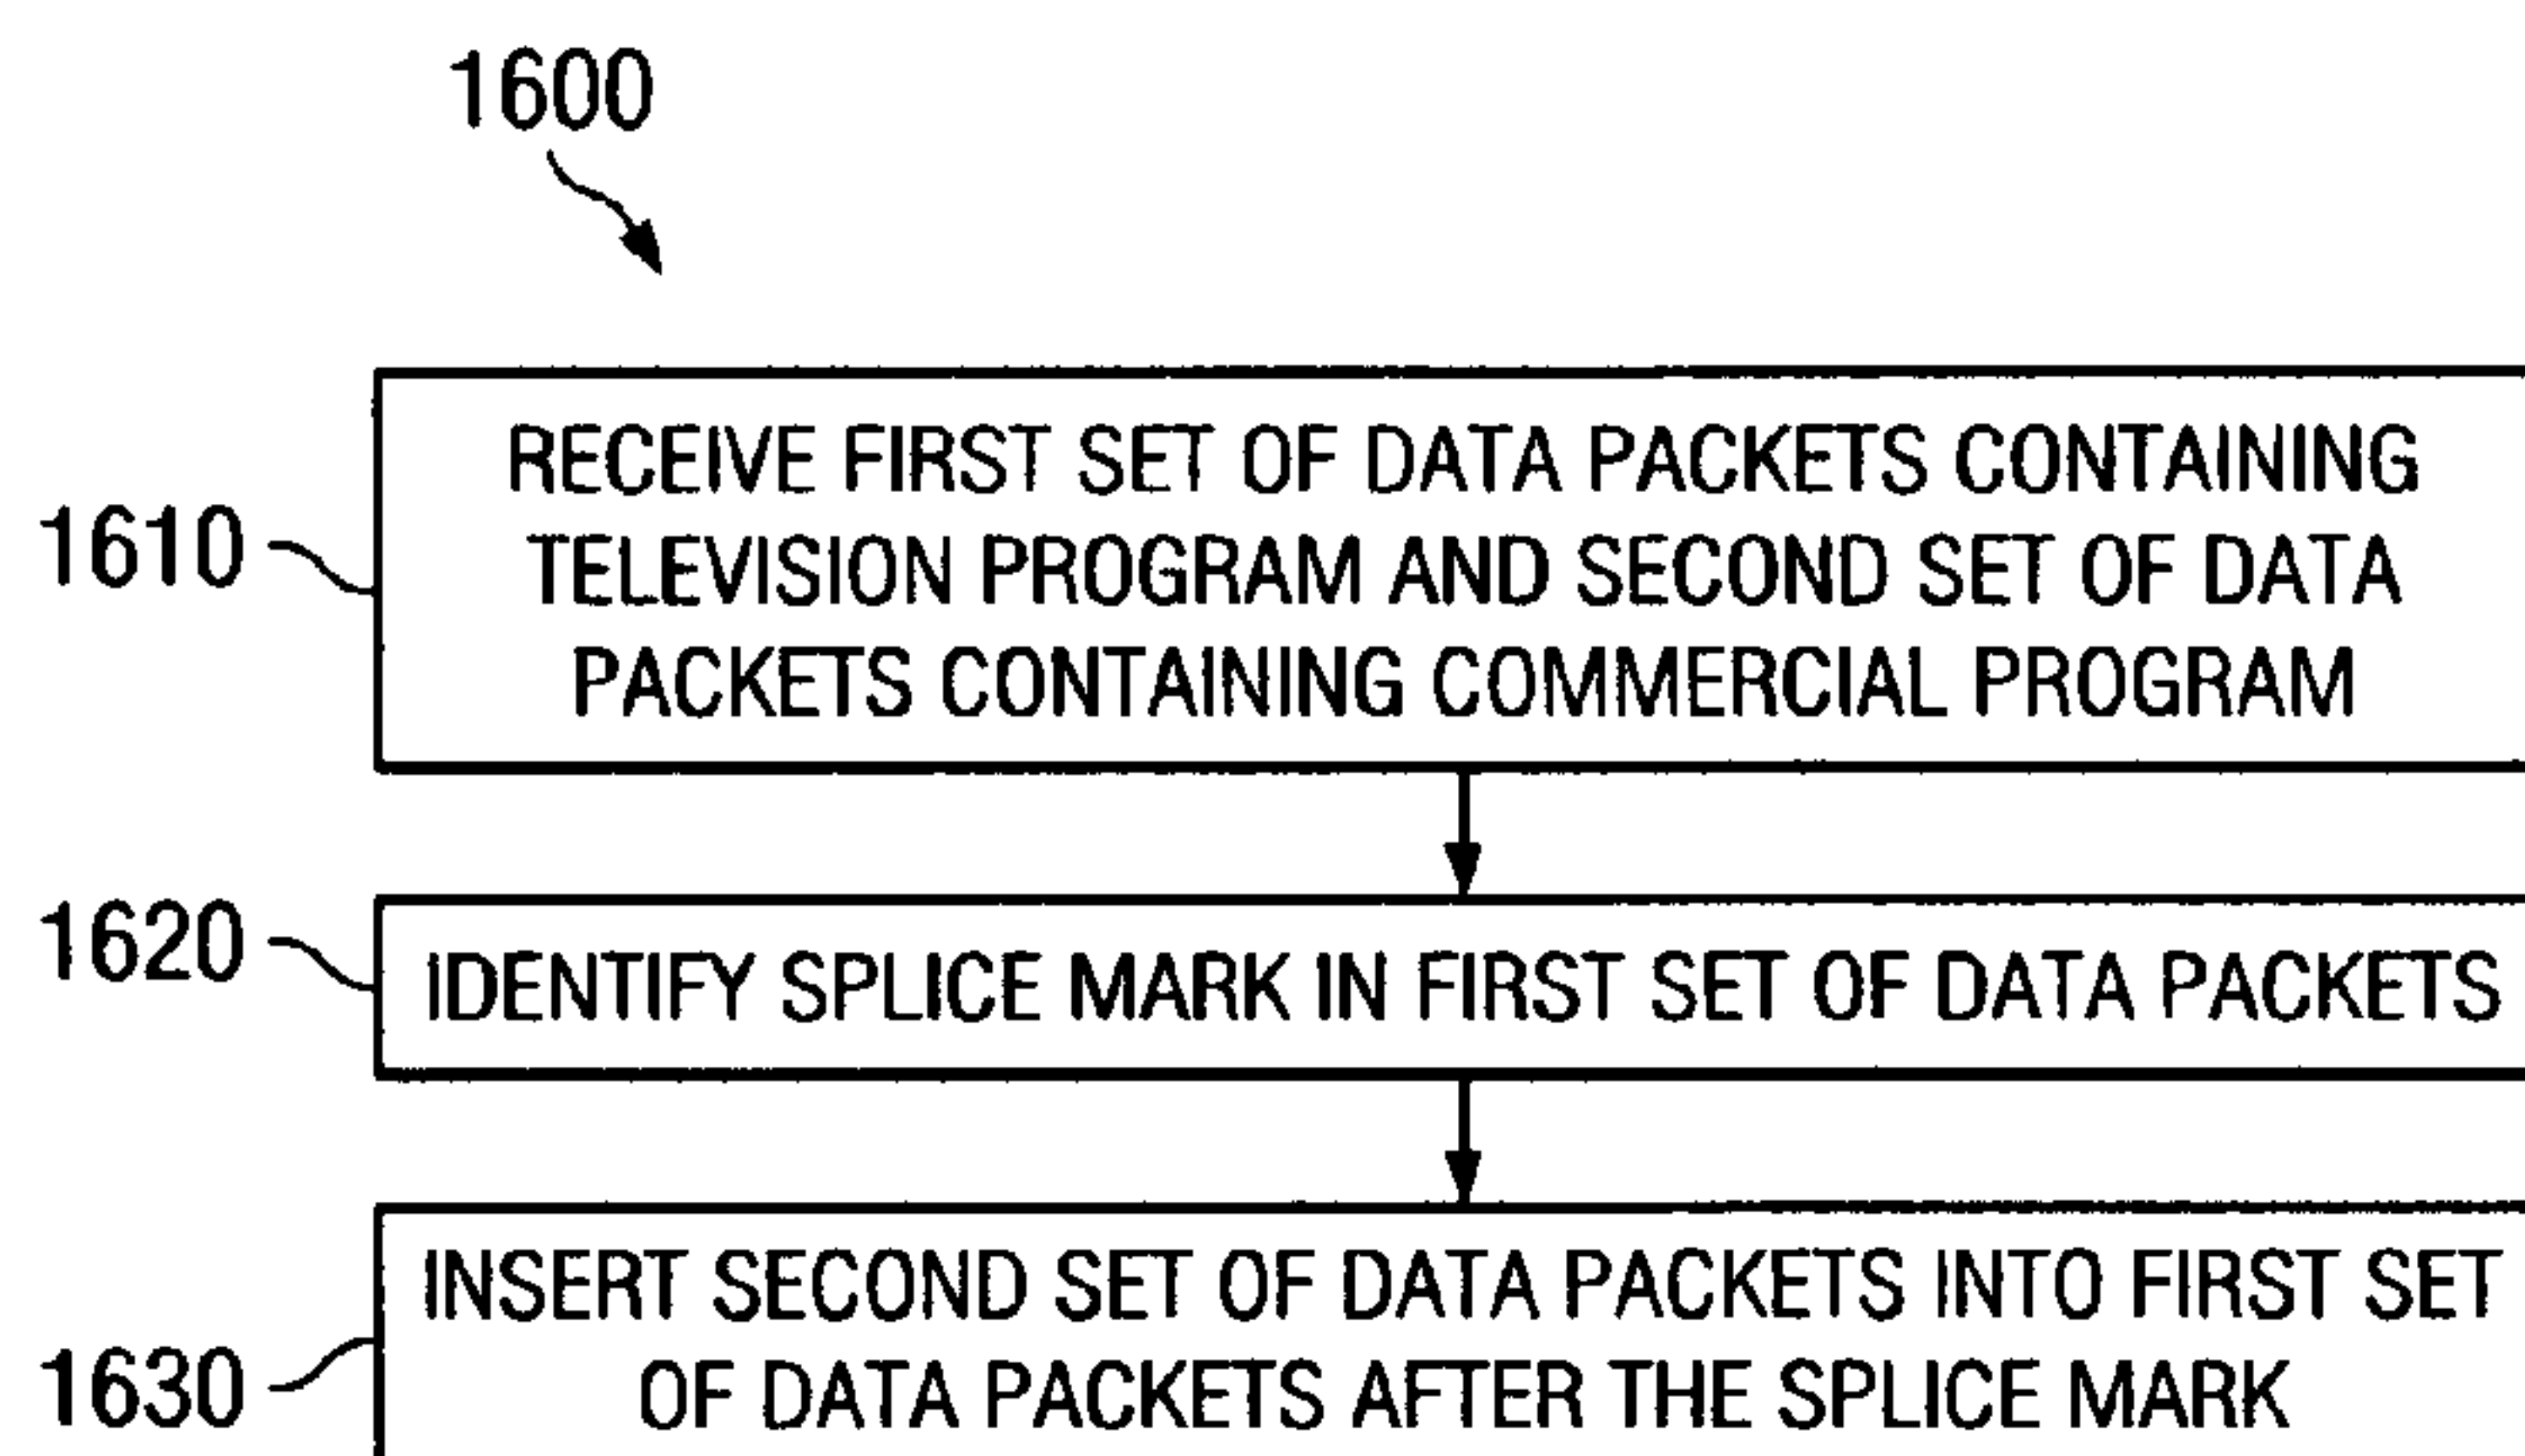 1600
1610
RECEIVE FIRST SET OF DATA PACKETS CONTAINING
TELEVISION PROGRAM AND SECOND SET OF DATA
PACKETS CONTAINING COMMERCIAL PROGRAM
1620
IDENTIFY SPLICE MARK IN FIRST SET OF DATA PACKETS
1630
INSERT SECOND SET OF DATA PACKETS INTO FIRST SET
OF DATA PACKETS AFTER THE SPLICE MARK